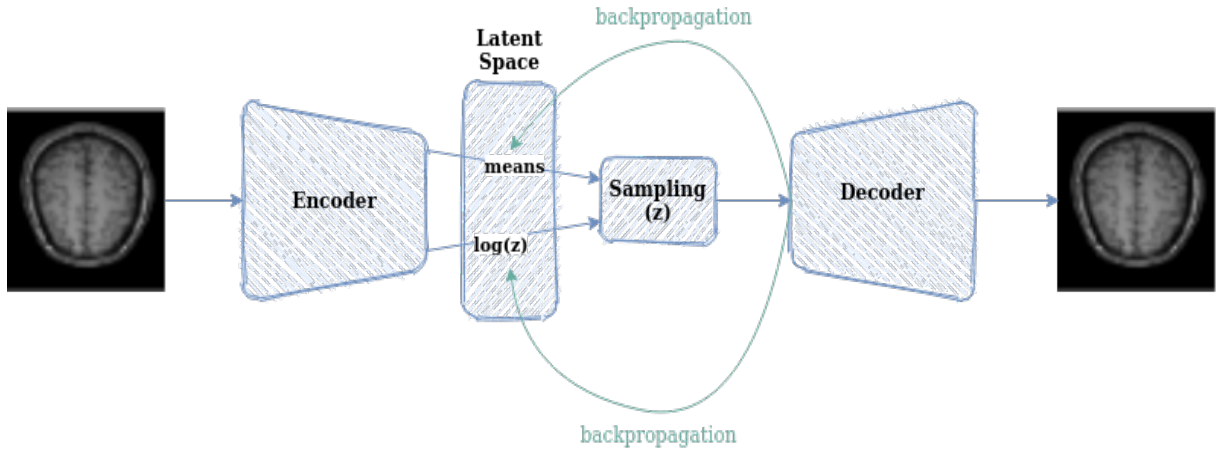 backpropagation
Latent
Space
means
Encoder
Sampling
(z)
Decoder
log(z)
backpropagation